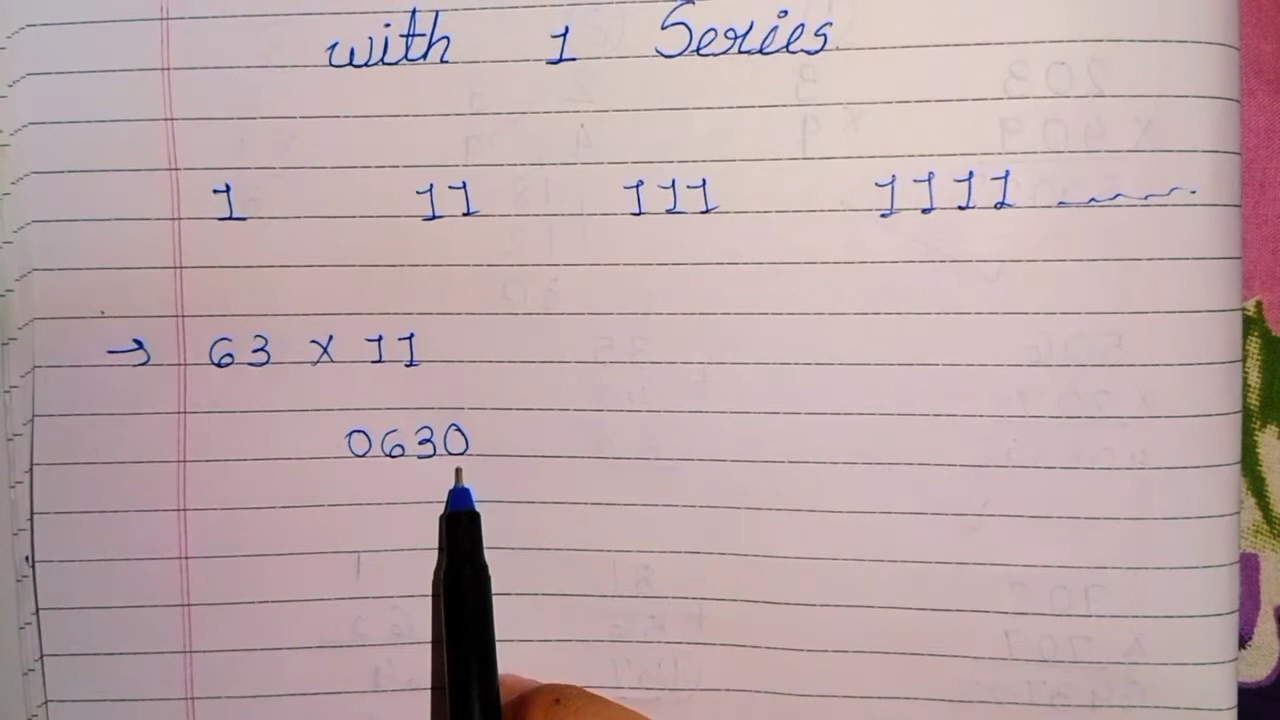 with 1 Series
1 11 111 1111
→ 63 x 11
0630